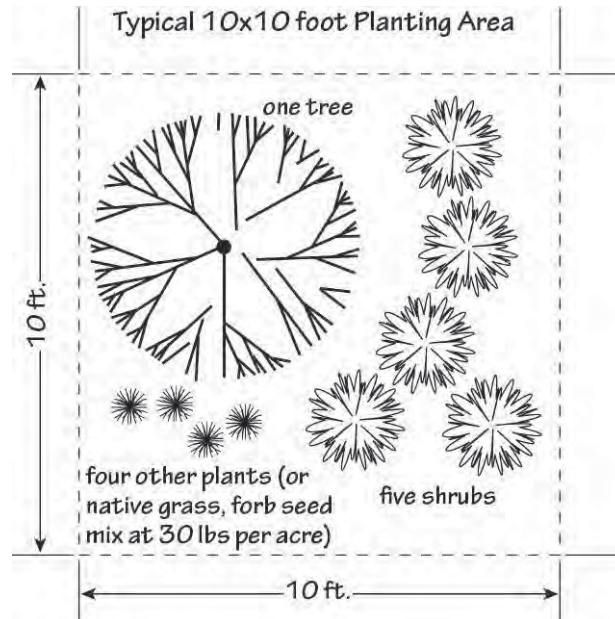 Typical 10x10 foot Planting Area
one tree
10 ft.
four other plants (or
native grass, forb seed
mix at 30 lbs per acre)
five shrubs
10 ft.